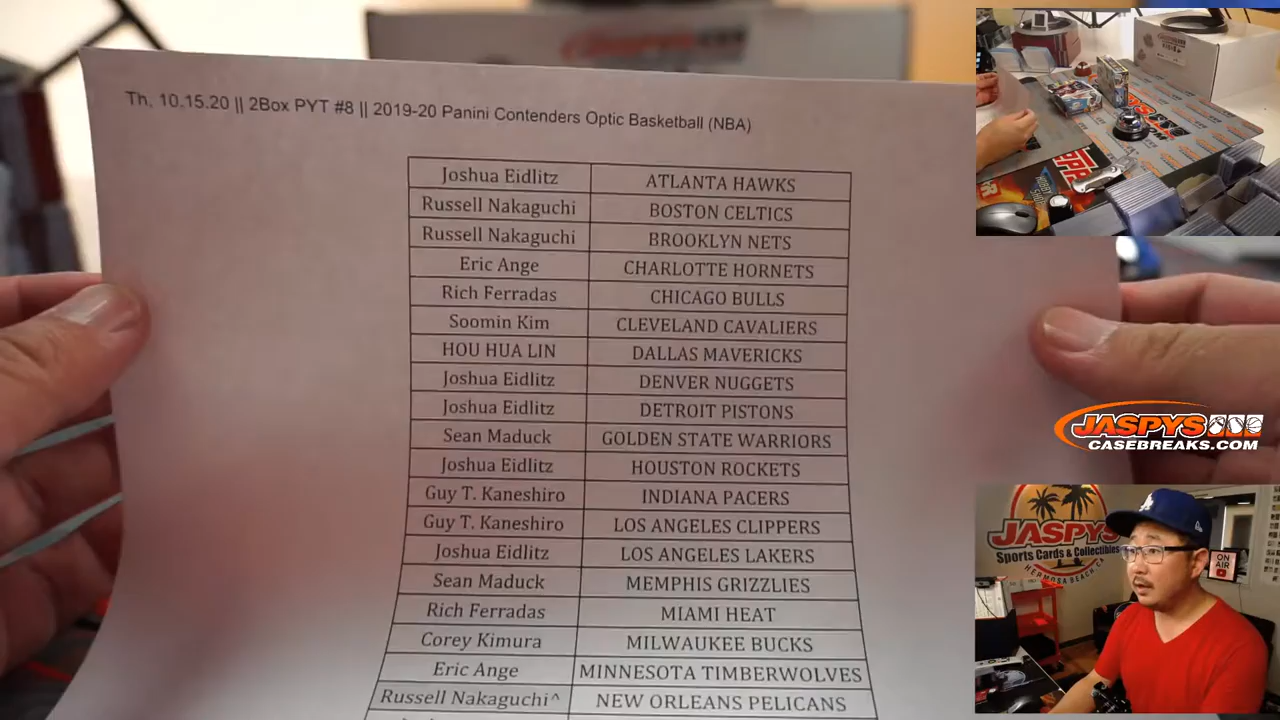 JASPYS
Th, 10.15.20 || 2Box PYT #8 || 2019-20 Panini Contenders Optic Basketball (NBA)
Joshua Eidlitz ATLANTA HAWKS
Russell Nakaguchi BOSTON CELTICS
Russell Nakaguchi BROOKLYN NETS
Eric Ange CHARLOTTE HORNETS
Rich Ferradas CHICAGO BULLS
Soomin Kim CLEVELAND CAVALIERS
HOU HUA LIN DALLAS MAVERICKS
Joshua Eidlitz DENVER NUGGETS
Joshua Eidlitz DETROIT PISTONS
Sean Maduck GOLDEN STATE WARRIORS
Joshua Eidlitz HOUSTON ROCKETS
Guy T. Kaneshiro INDIANA PACERS
Guy T. Kaneshiro LOS ANGELES CLIPPERS
Joshua Eidlitz LOS ANGELES LAKERS
Sean Maduck MEMPHIS GRIZZLIES
Rich Ferradas MIAMI HEAT
Corey Kimura MILWAUKEE BUCKS
Eric Ange MINNESOTA TIMBERWOLVES
Russell Nakaguchi^ NEW ORLEANS PELICANS
JASPYS
CASEBREAKS.COM
JASPYS
Sports Cards & Collectibles
HERMOSA BEACH, CA
ON
AIR
LA